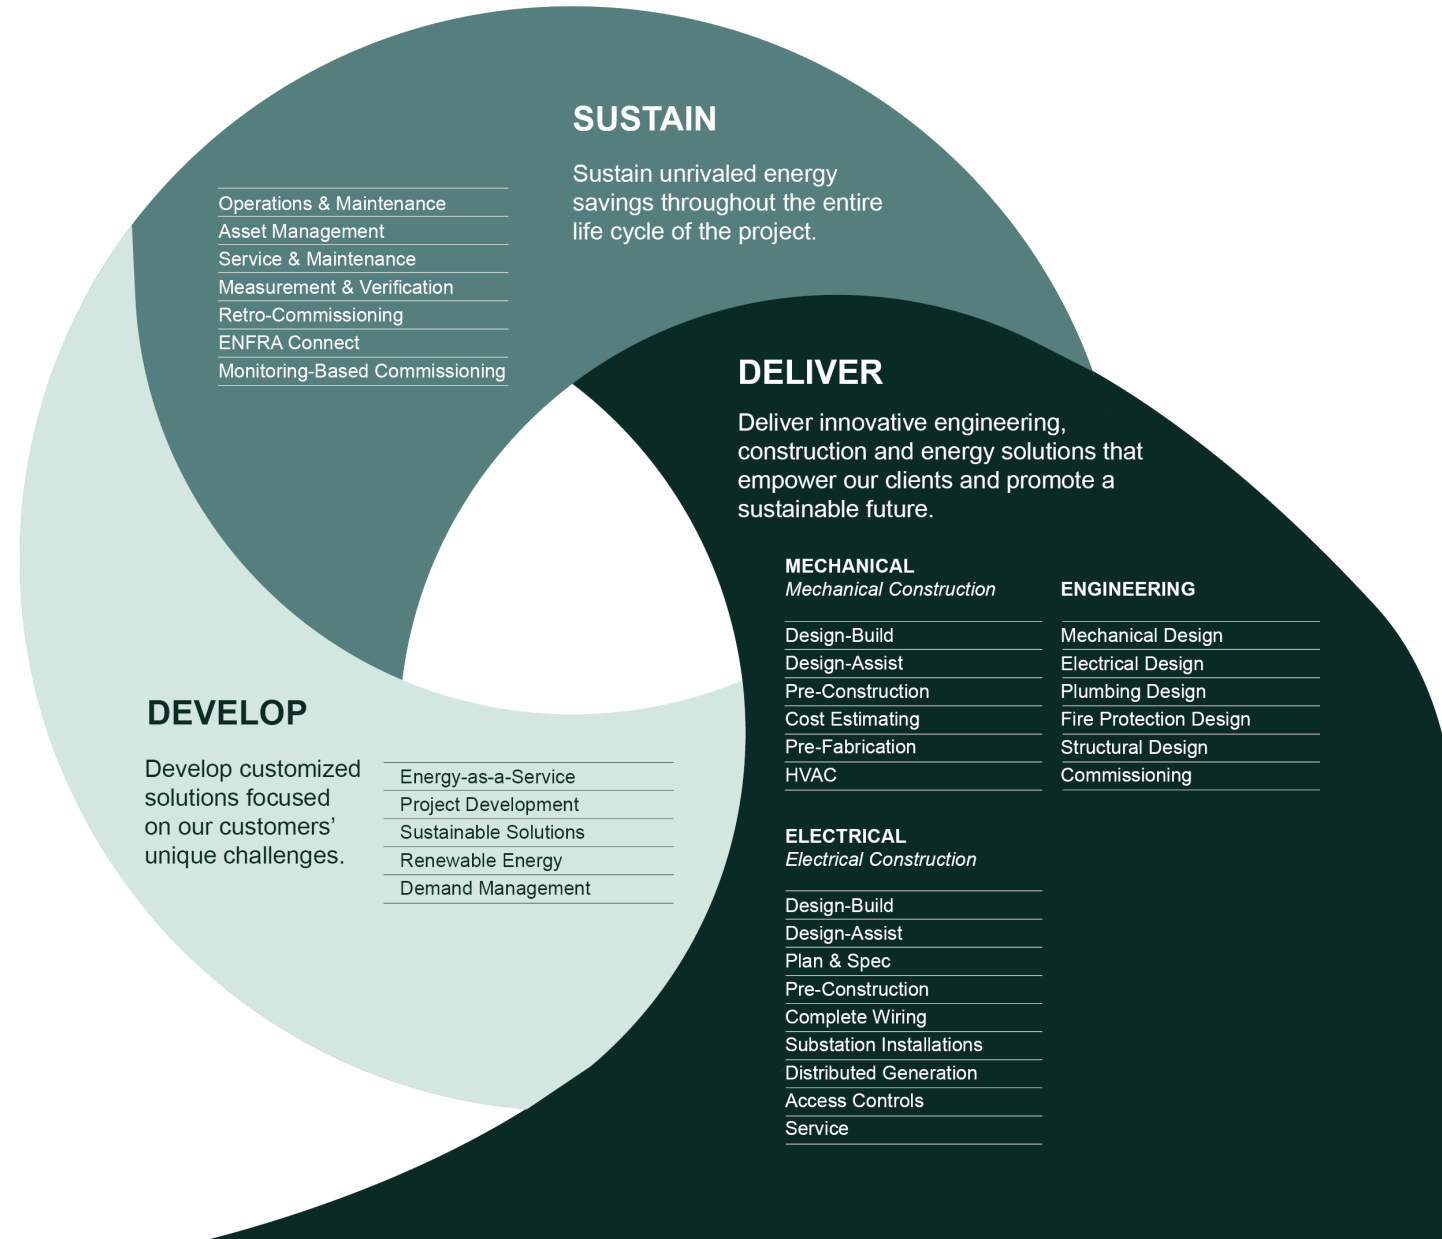 SUSTAIN
Sustain unrivaled energy
savings throughout the entire
life cycle of the project.
Operations & Maintenance
Asset Management
Service & Maintenance
Measurement & Verification
Retro-Commissioning
ENFRA Connect
Monitoring-Based Commissioning
DELIVER
Deliver innovative engineering,
construction and energy solutions that
empower our clients and promote a
sustainable future.
MECHANICAL
Mechanical Construction
Design-Build
Design-Assist
Pre-Construction
Cost Estimating
Pre-Fabrication
HVAC
ENGINEERING
Mechanical Design
Electrical Design
Plumbing Design
Fire Protection Design
Structural Design
Commissioning
ELECTRICAL
Electrical Construction
Design-Build
Design-Assist
Plan & Spec
Pre-Construction
Complete Wiring
Substation Installations
Distributed Generation
Access Controls
Service
DEVELOP
Develop customized
solutions focused
on our customers’
unique challenges.
Energy-as-a-Service
Project Development
Sustainable Solutions
Renewable Energy
Demand Management